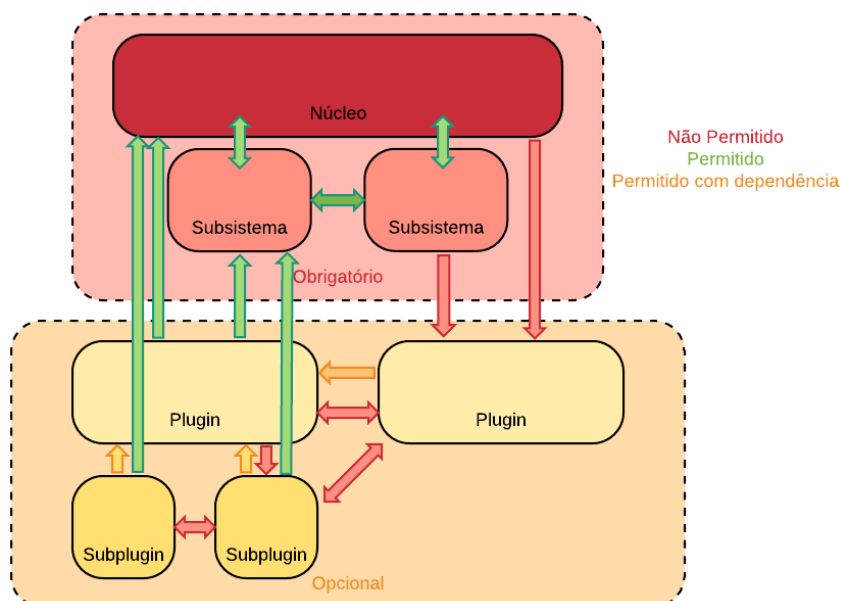 Núcleo
Não Permitido
Permitido
Permitido com dependência
Subsistema
Subsistema
Obrigatório
Plugin
Plugin
Subplugin
Subplugin
Opcional